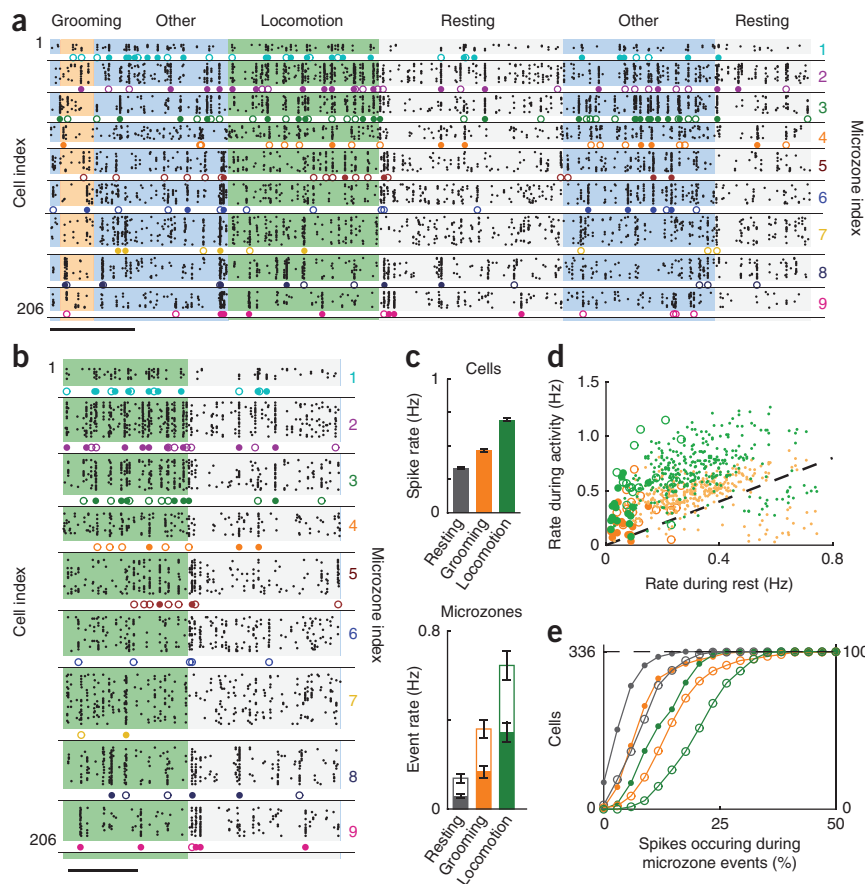 a
Grooming Other Locomotion Resting Other Resting
1
1
2
3
4
5
6
7
8
9
206
Cell index
Microzone index
b
1
1
2
3
4
5
6
7
8
9
206
Cell index
Microzone index
c
Cells
1
0
Spike rate (Hz)
Resting
Grooming
Locomotion
Microzones
0.8
0
Event rate (Hz)
Resting
Grooming
Locomotion
d
1.5
1.0
0.5
0
Rate during activity (Hz)
0 0.4 0.8
Rate during rest (Hz)
e
336
100
Cells
0
0 25 50
Spikes occuring during
microzone events (%)